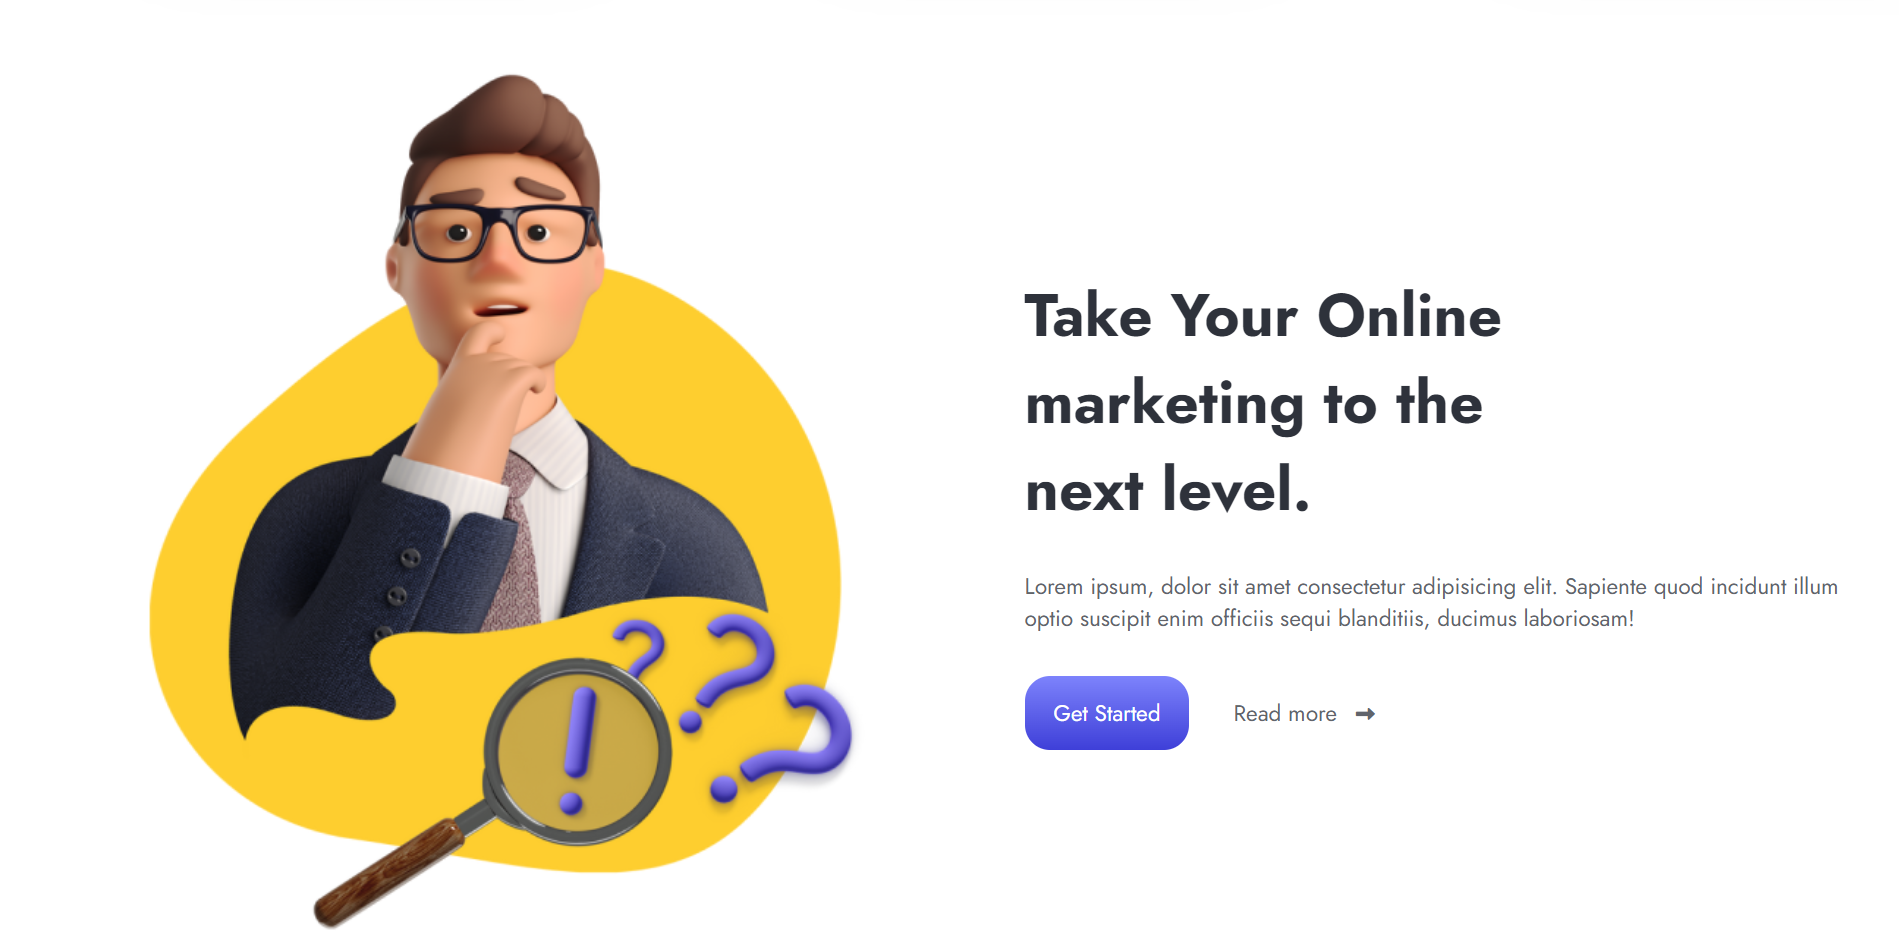 Take Your Online
marketing to the
next level.
Lorem ipsum, dolor sit amet consectetur adipisicing elit. Sapiente quod incidunt illum
optio suscipit enim officiis sequi blanditiis, ducimus laboriosam!
Get Started
Read more
! ? ? ?